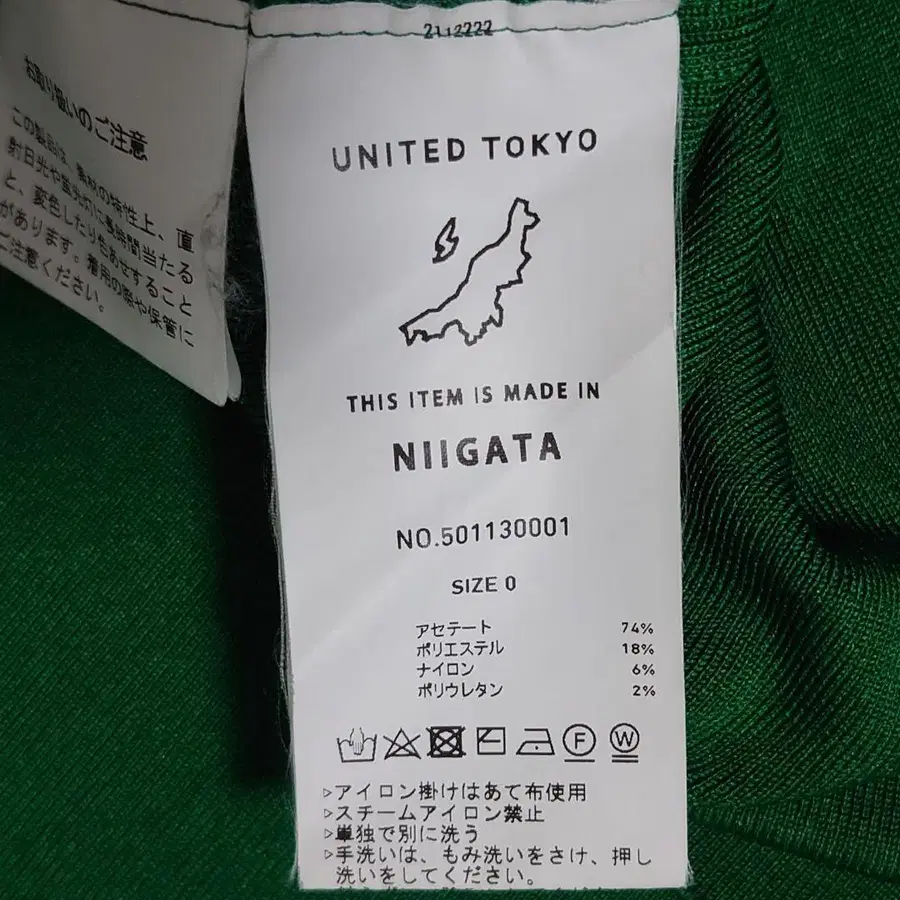 お取り扱いのご注意
この製品は、素材の特性上、直
射日光や蛍光灯に長時間当たる
と、変色したり色あせすること
があります。着用の際や保管に
ご注意ください。
2112222
UNITED TOKYO
THIS ITEM IS MADE IN
NIIGATA
NO.501130001
SIZE 0
アセテート 74%
ポリエステル 18%
ナイロン 6%
ポリウレタン 2%
F W
▷アイロン掛けはあて布使用
▷スチームアイロン禁止
▷単独で別に洗う
▷手洗いは、もみ洗いをさけ、押し
洗いをしてください。